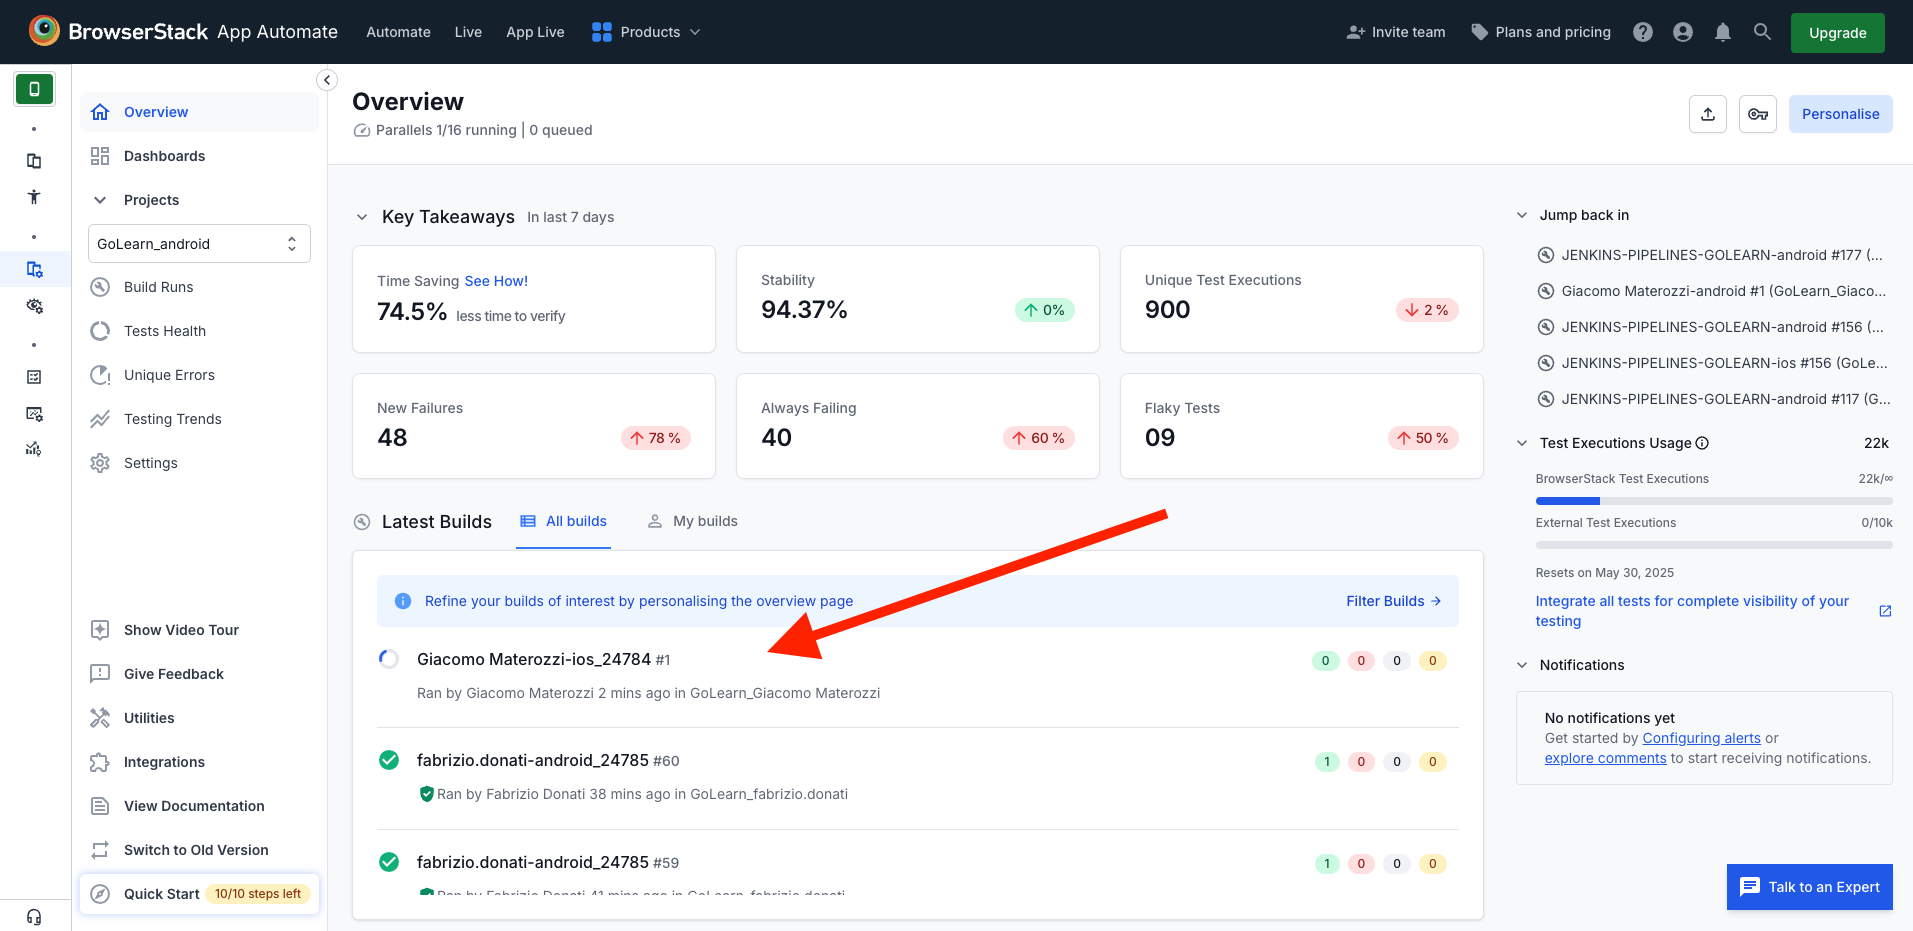 BrowserStack App Automate
Automate
Live
App Live
Products
Invite team
Plans and pricing
Upgrade
Overview
Dashboards
Projects
GoLearn_android
Build Runs
Tests Health
Unique Errors
Testing Trends
Settings
Show Video Tour
Give Feedback
Utilities
Integrations
View Documentation
Switch to Old Version
Quick Start 10/10 steps left
Overview
Parallels 1/16 running | 0 queued
Personalise
Key Takeaways In last 7 days
Time Saving See How!
74.5% less time to verify
Stability
94.37% 0%
Unique Test Executions
900 2 %
New Failures
48 78 %
Always Failing
40 60 %
Flaky Tests
09 50 %
Latest Builds
All builds
My builds
Refine your builds of interest by personalising the overview page
Filter Builds
Giacomo Materozzi-ios_24784 #1
0 0 0 0
Ran by Giacomo Materozzi 2 mins ago in GoLearn_Giacomo Materozzi
fabrizio.donati-android_24785 #60
1 0 0 0
Ran by Fabrizio Donati 38 mins ago in GoLearn_fabrizio.donati
fabrizio.donati-android_24785 #59
1 0 0 0
Ran by Fabrizio Donati 41 mins ago in GoLearn_fabrizio.donati
Jump back in
JENKINS-PIPELINES-GOLEARN-android #177 (...
Giacomo Materozzi-android #1 (GoLearn_Giaco...
JENKINS-PIPELINES-GOLEARN-android #156 (...
JENKINS-PIPELINES-GOLEARN-ios #156 (GoLe...
JENKINS-PIPELINES-GOLEARN-android #117 (G...
Test Executions Usage 22k
BrowserStack Test Executions 22k/∞
External Test Executions 0/10k
Resets on May 30, 2025
Integrate all tests for complete visibility of your
testing
Notifications
No notifications yet
Get started by Configuring alerts or
explore comments to start receiving notifications.
Talk to an Expert